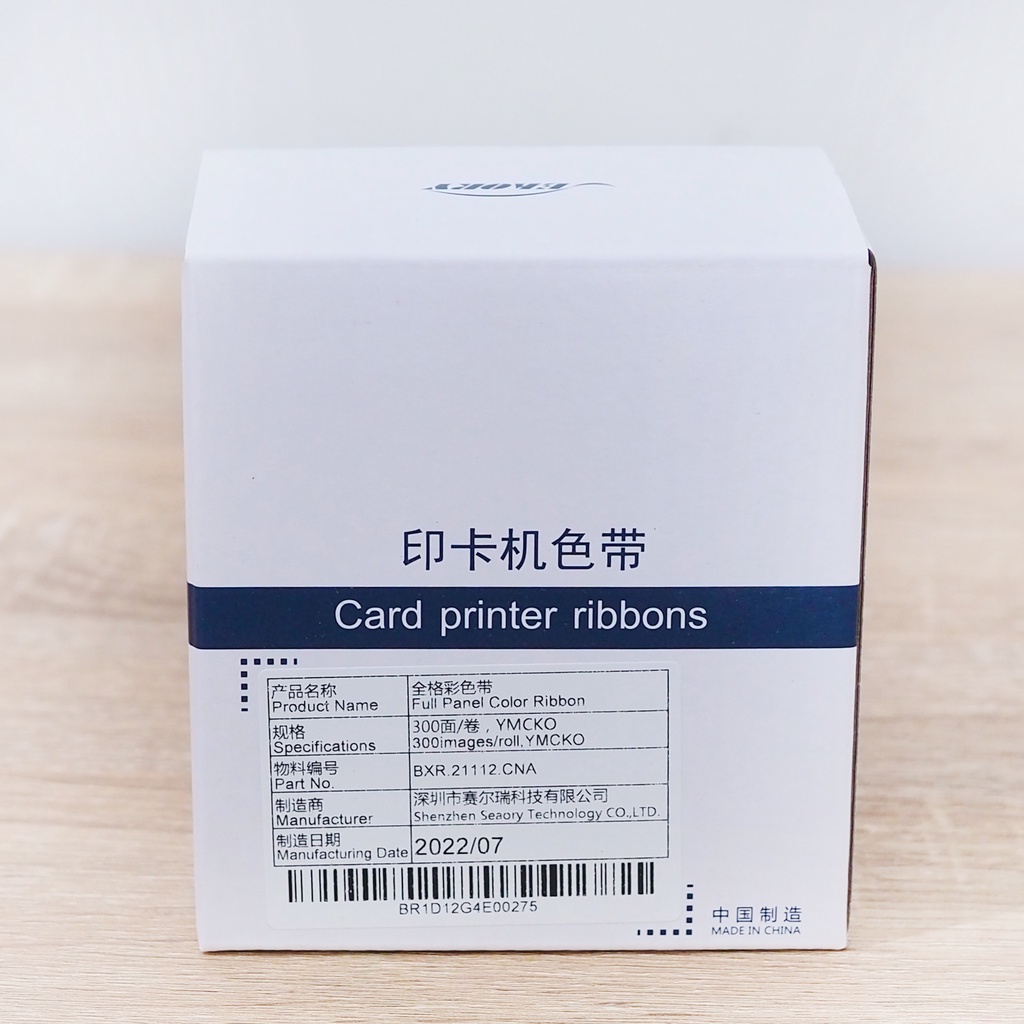 印卡机色带
Card printer ribbons
产品名称 全格彩色带
Product Name Full Panel Color Ribbon
规格 300面/卷，YMCKO
Specifications 300images/roll,YMCKO
物料编号 BXR.21112.CNA
Part No.
制造商 深圳市赛尔瑞科技有限公司
Manufacturer Shenzhen Seaory Technology CO.,LTD.
制造日期 2022/07
Manufacturing Date
BR1D12G4E00275
中国制造
MADE IN CHINA